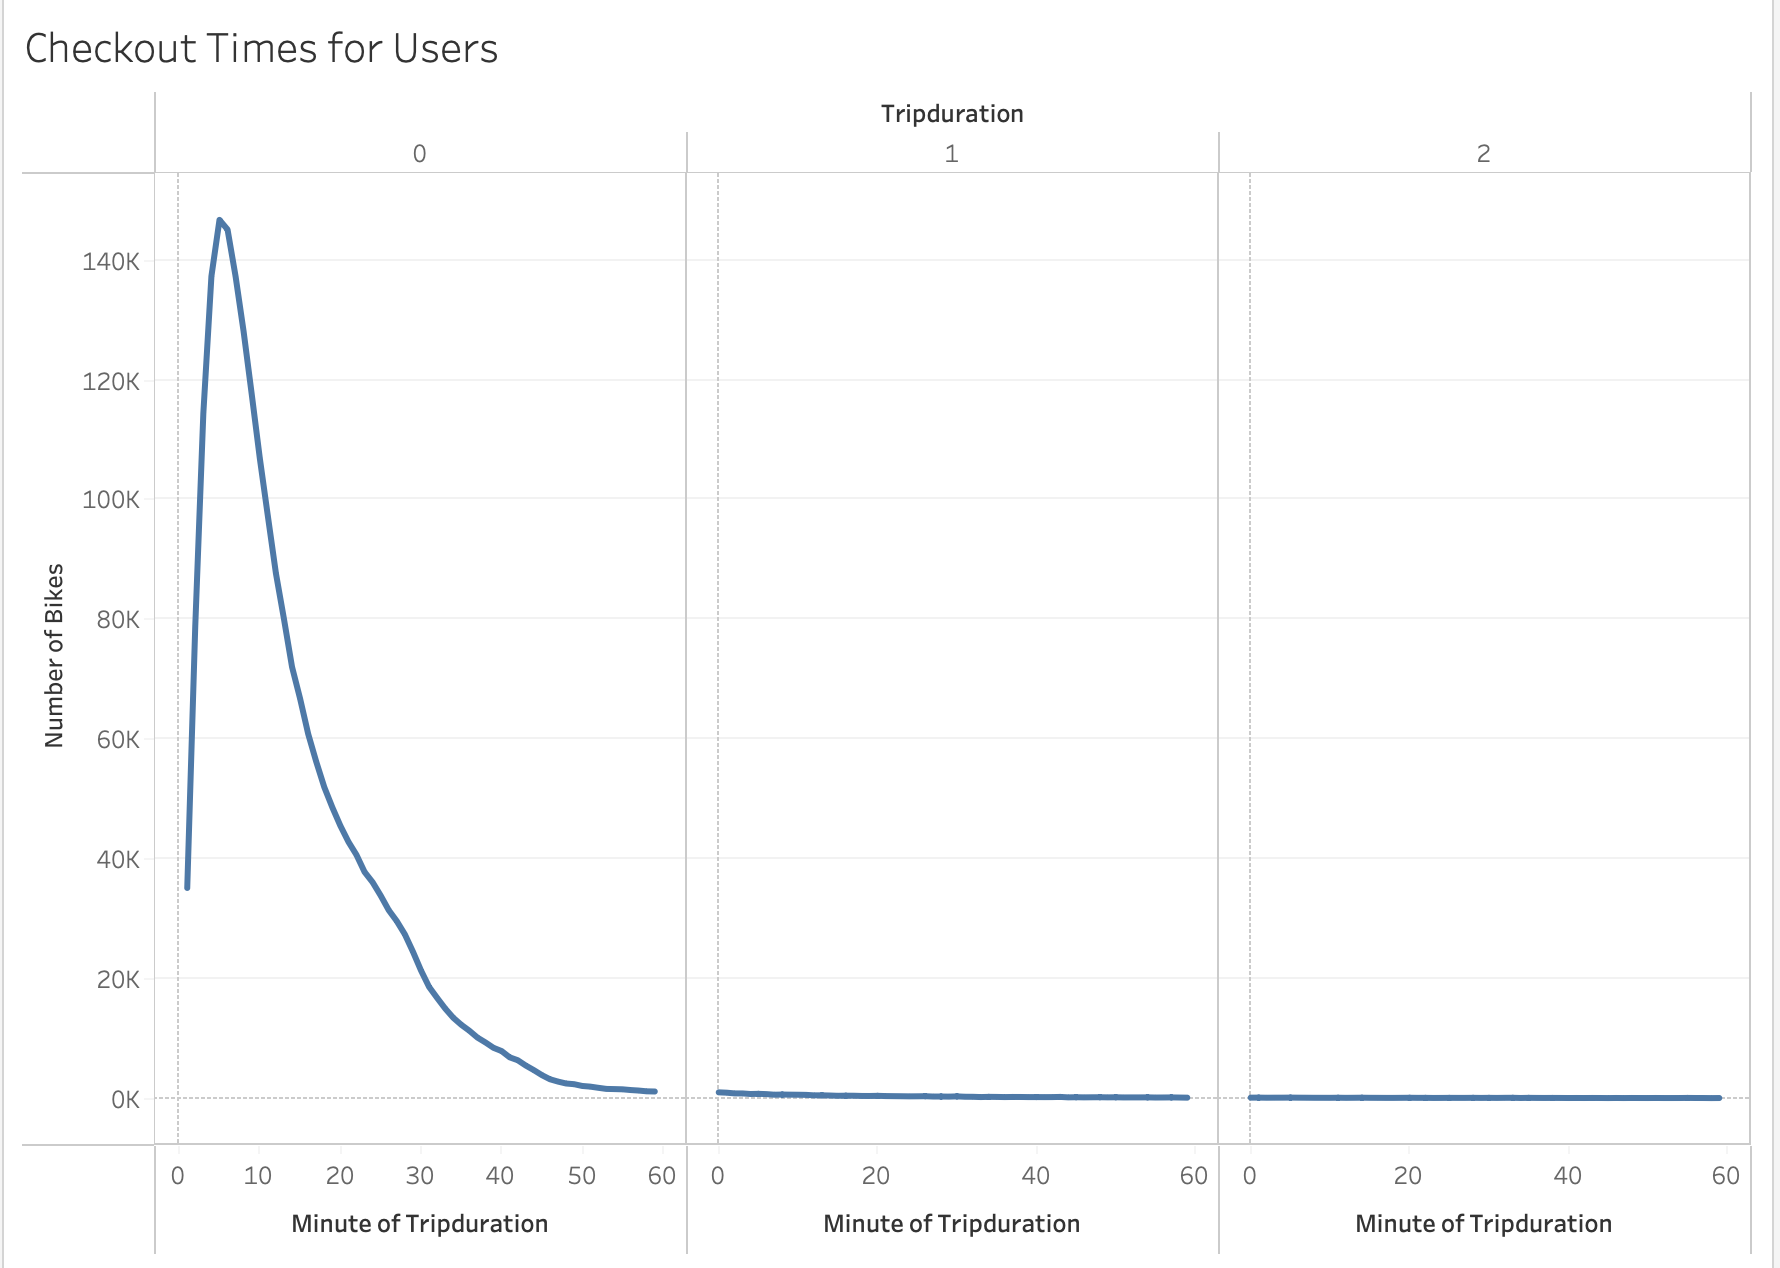 Checkout Times for Users
Tripduration
0 1 2
Number of Bikes
140K
120K
100K
80K
60K
40K
20K
0K
0 10 20 30 40 50 60 0 20 40 60 0 20 40 60
Minute of Tripduration Minute of Tripduration Minute of Tripduration